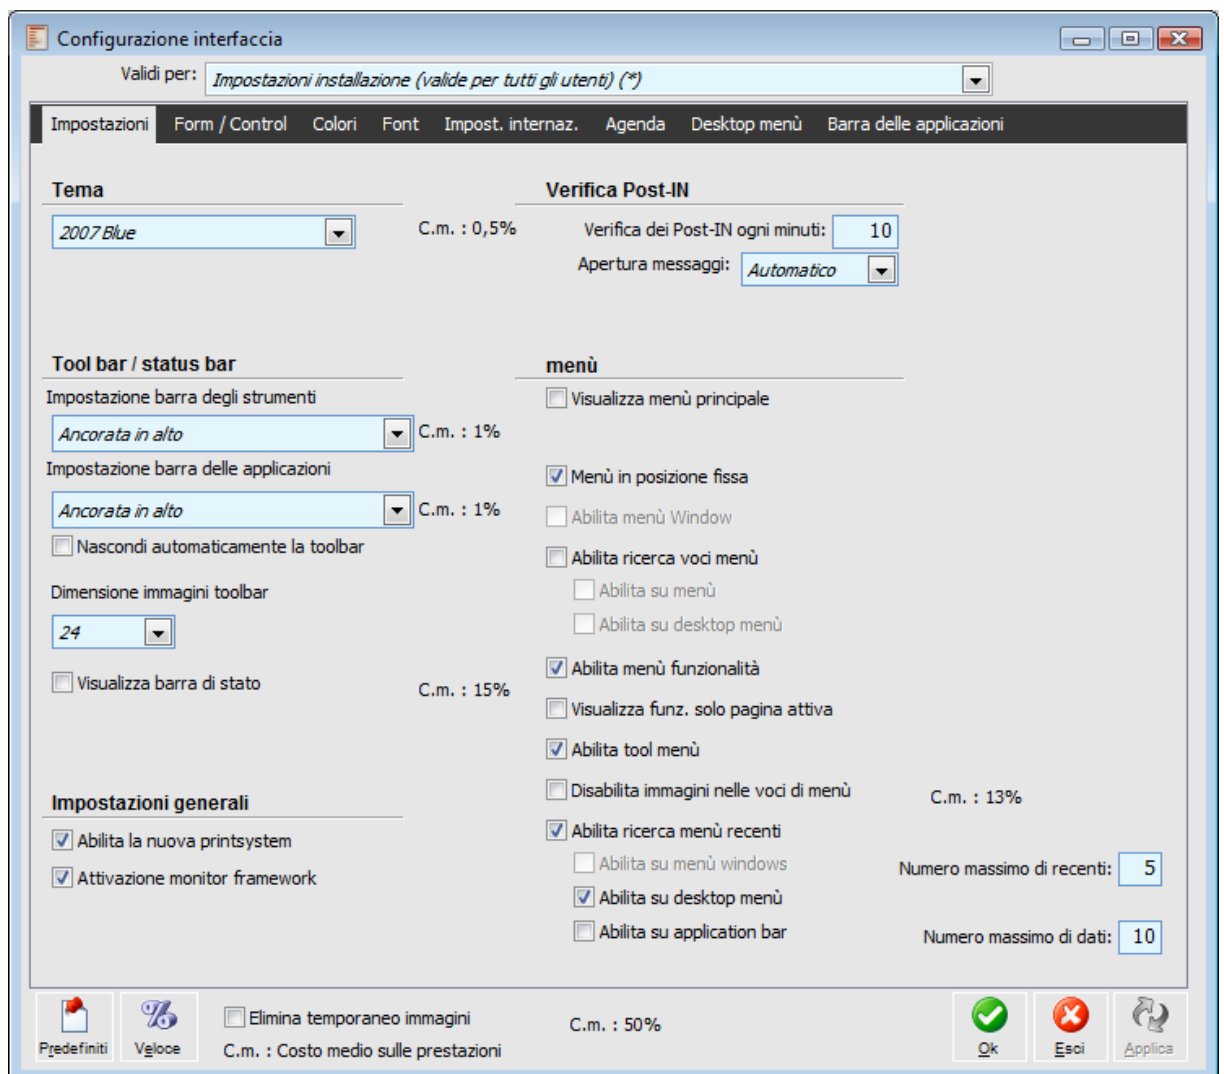 Configurazione interfaccia
Validi per: Impostazioni installazione (valide per tutti gli utenti) (*)
Impostazioni Form / Control Colori Font Impost. internaz. Agenda Desktop menù Barra delle applicazioni
Tema
2007 Blue
C.m. : 0,5%
Verifica Post-IN
Verifica dei Post-IN ogni minuti: 10
Apertura messaggi: Automatico
Tool bar / status bar
Impostazione barra degli strumenti
Ancorata in alto
C.m. : 1%
Impostazione barra delle applicazioni
Ancorata in alto
C.m. : 1%
Nascondi automaticamente la toolbar
Dimensione immagini toolbar
24
Visualizza barra di stato
C.m. : 15%
Impostazioni generali
Abilita la nuova printsystem
Attivazione monitor framework
menù
Visualizza menù principale
Menù in posizione fissa
Abilita menù Window
Abilita ricerca voci menù
Abilita su menù
Abilita su desktop menù
Abilita menù funzionalità
Visualizza funz. solo pagina attiva
Abilita tool menù
Disabilita immagini nelle voci di menù
C.m. : 13%
Abilita ricerca menù recenti
Abilita su menù windows
Numero massimo di recenti: 5
Abilita su desktop menù
Abilita su application bar
Numero massimo di dati: 10
Predefiniti
Veloce
Elimina temporaneo immagini
C.m. : 50%
C.m. : Costo medio sulle prestazioni
Ok
Esci
Applica